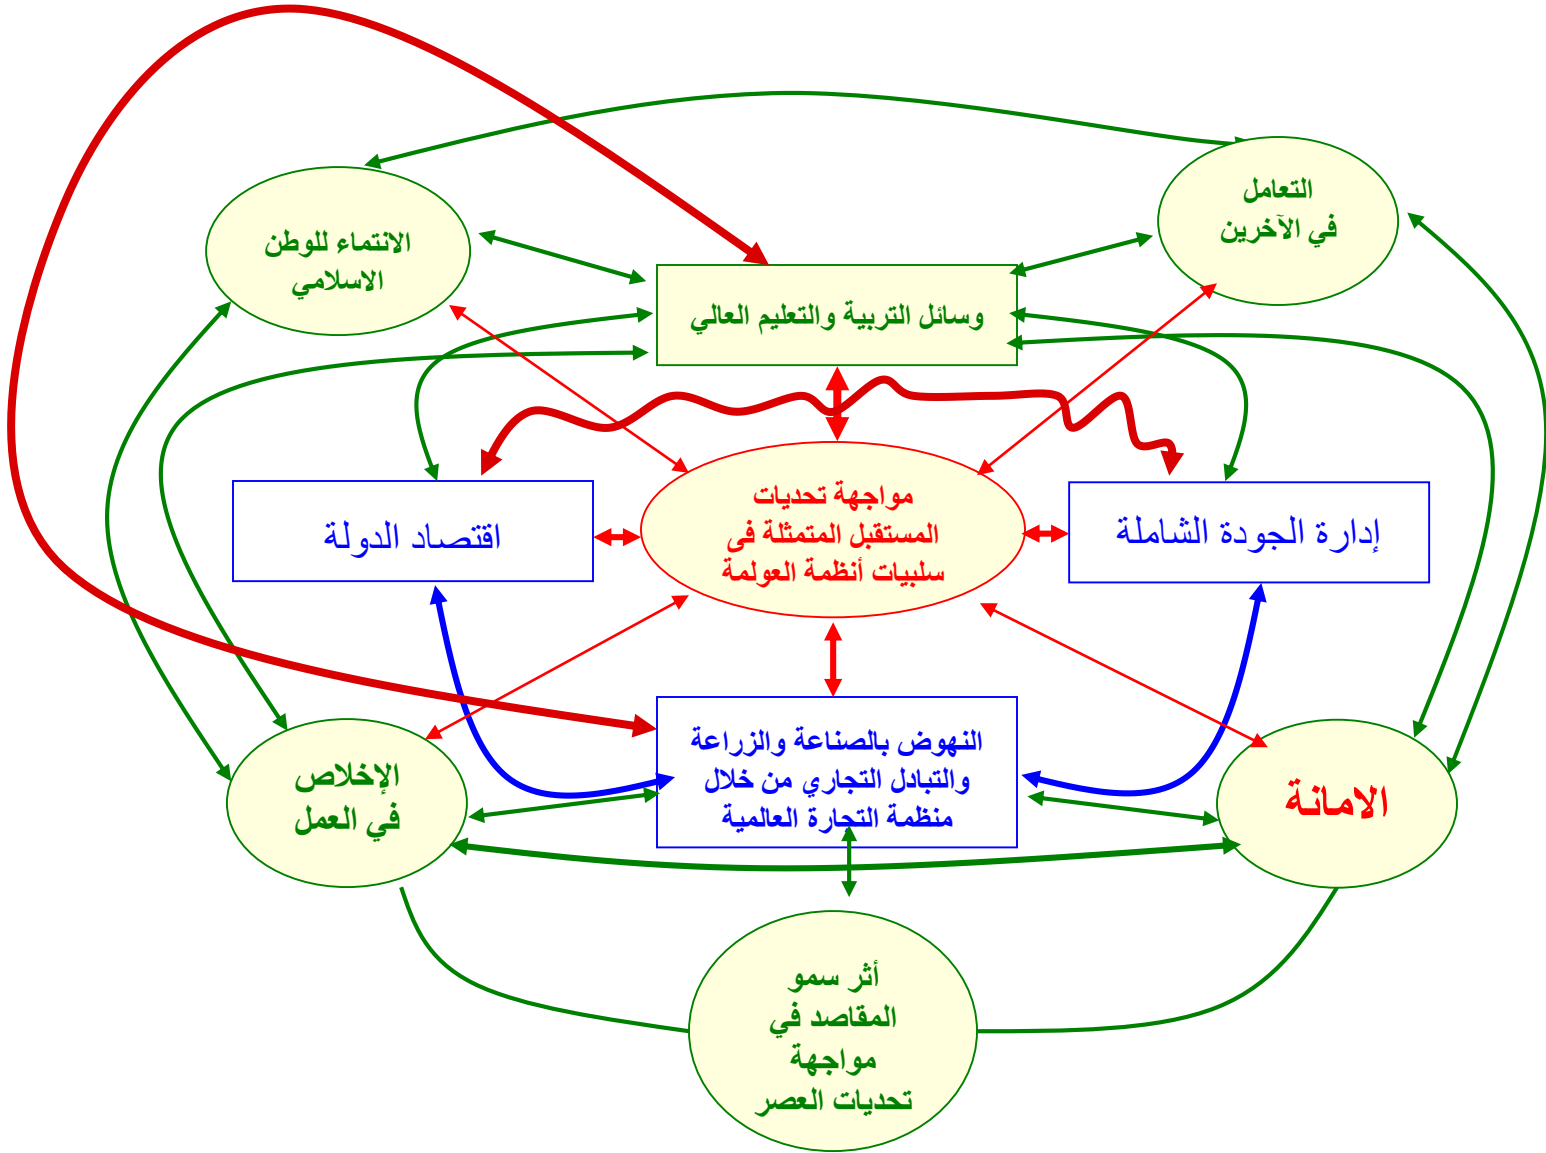 التعامل
في الآخرين
الانتماء للوطن
الاسلامي
وسائل التربية والتعليم العالي
مواجهة تحديات
المستقبل المتمثلة فى
سلبيات أنظمة العولمة
إدارة الجودة الشاملة
اقتصاد الدولة
النهوض بالصناعة والزراعة
والتبادل التجاري من خلال
منظمة التجارة العالمية
الامانة
الإخلاص
في العمل
أثر سمو
المقاصد في
مواجهة
تحديات العصر